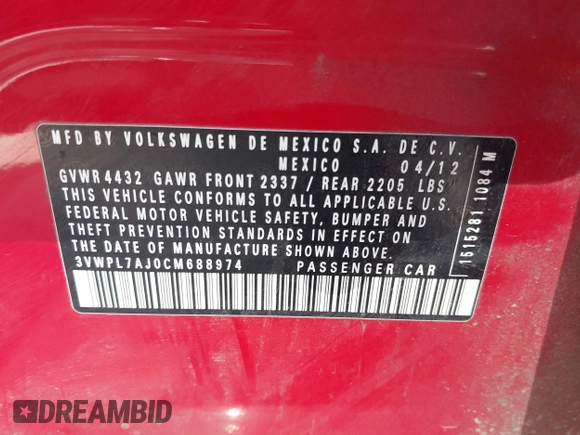 MFD BY VOLKSWAGEN DE MEXICO S.A. DE C.V.
MEXICO 04/12
GVWR 4432 GAWR FRONT 2337 / REAR 2205 LBS
THIS VEHICLE CONFORMS TO ALL APPLICABLE U.S.
FEDERAL MOTOR VEHICLE SAFETY, BUMPER AND
THEFT PREVENTION STANDARDS IN EFFECT ON
THE DATE OF MANUFACTURE SHOWN ABOVE.
3VWPL7AJ0CM688974 PASSENGER CAR
1515281 1084 M
DREAMBID